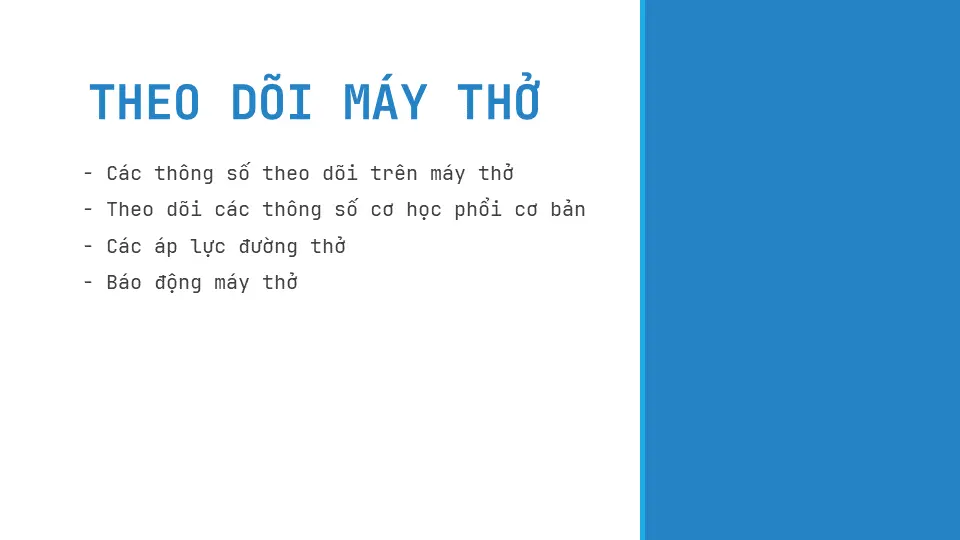 THEO DÕI MÁY THỞ
- Các thông số theo dõi trên máy thở
- Theo dõi các thông số cơ học phổi cơ bản
- Các áp lực đường thở
- Báo động máy thở